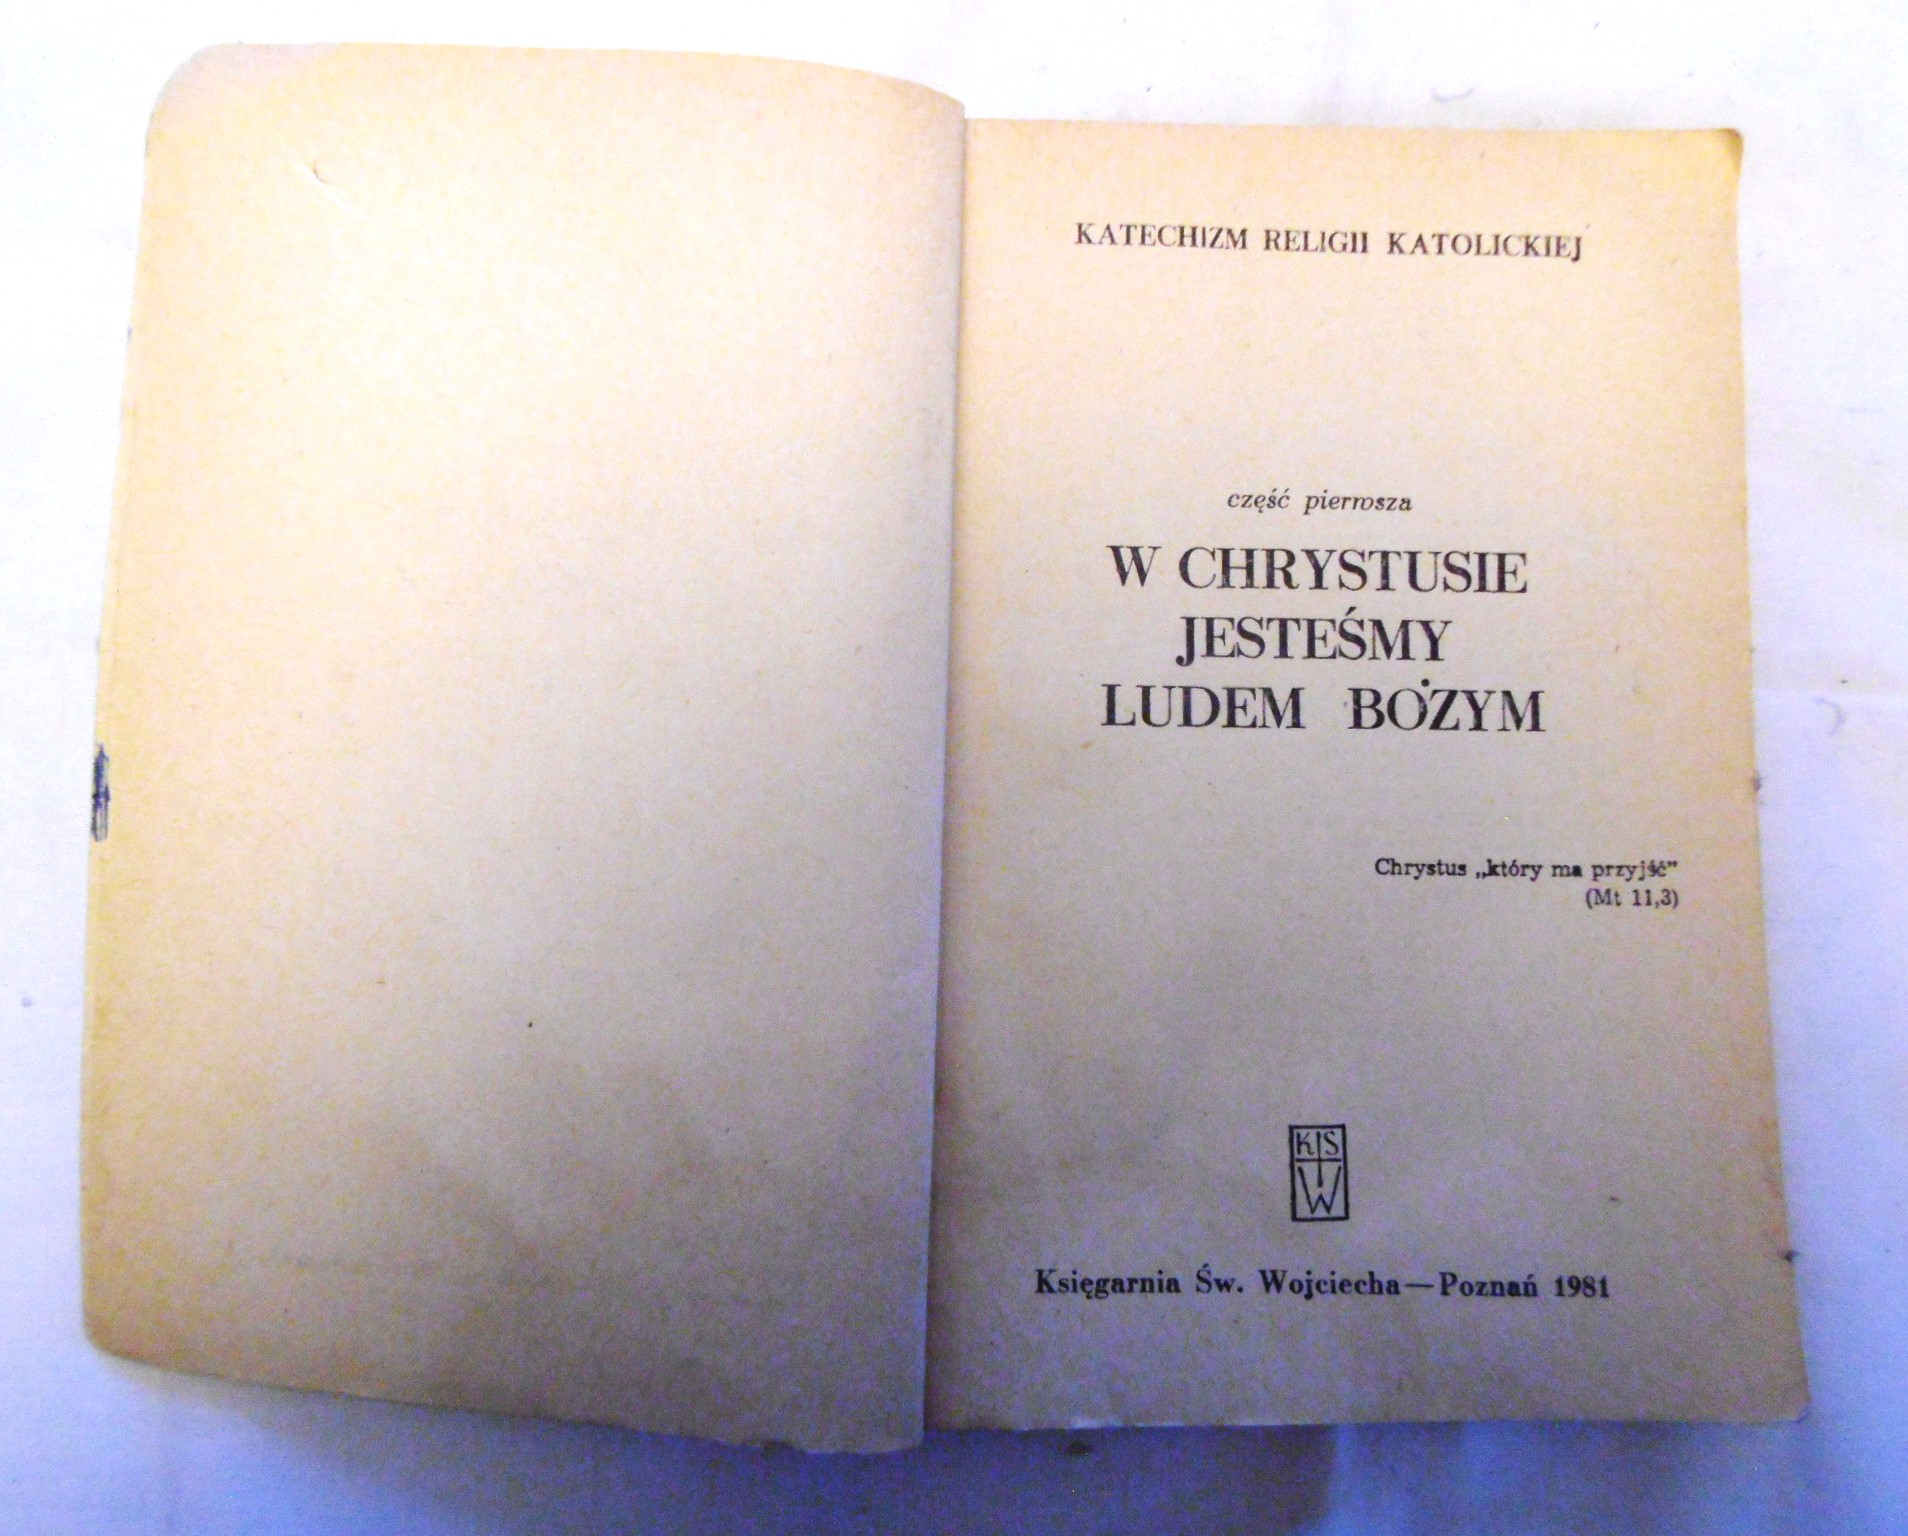 KATECHIZM RELIGII KATOLICKIEJ
część pierwsza
W CHRYSTUSIE
JESTEŚMY
LUDEM BOŻYM
Chrystus „który ma przyjść”
(Mt 11,3)
KŚ
W
Księgarnia Św. Wojciecha — Poznań 1981